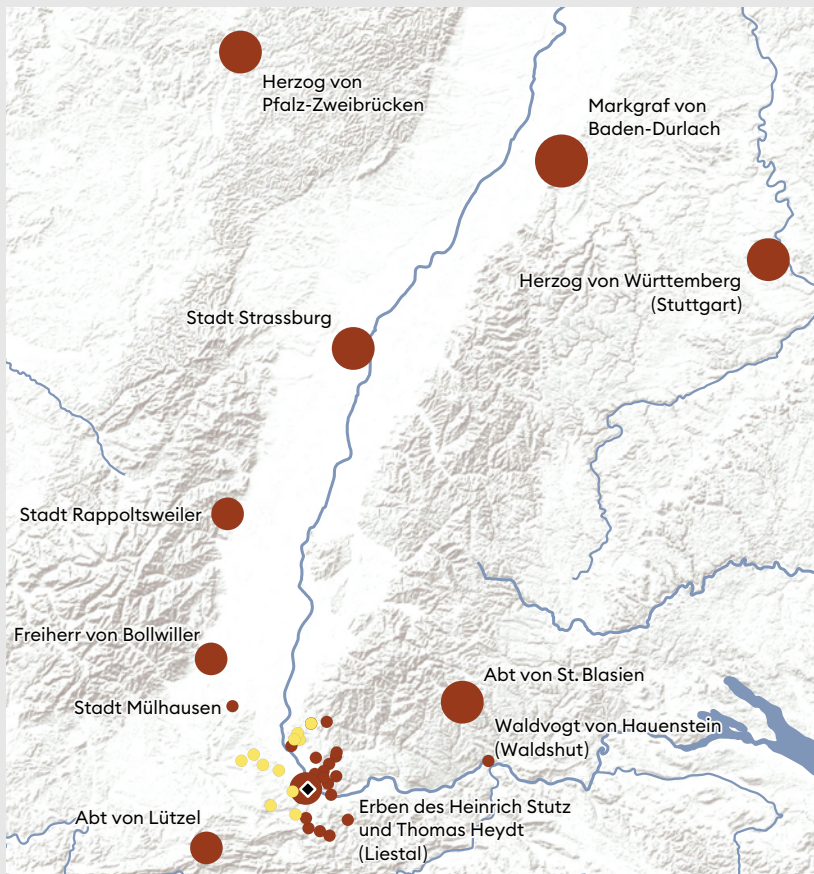 Herzog von
Pfalz-Zweibrücken
Markgraf von
Baden-Durlach
Herzog von Württemberg
(Stuttgart)
Stadt Strassburg
Stadt Rappoltsweiler
Freiherr von Bollwiller
Abt von St. Blasien
Stadt Mülhausen
Waldvogt von Hauenstein
(Waldshut)
Erben des Heinrich Stutz
und Thomas Heydt
(Liestal)
Abt von Lützel